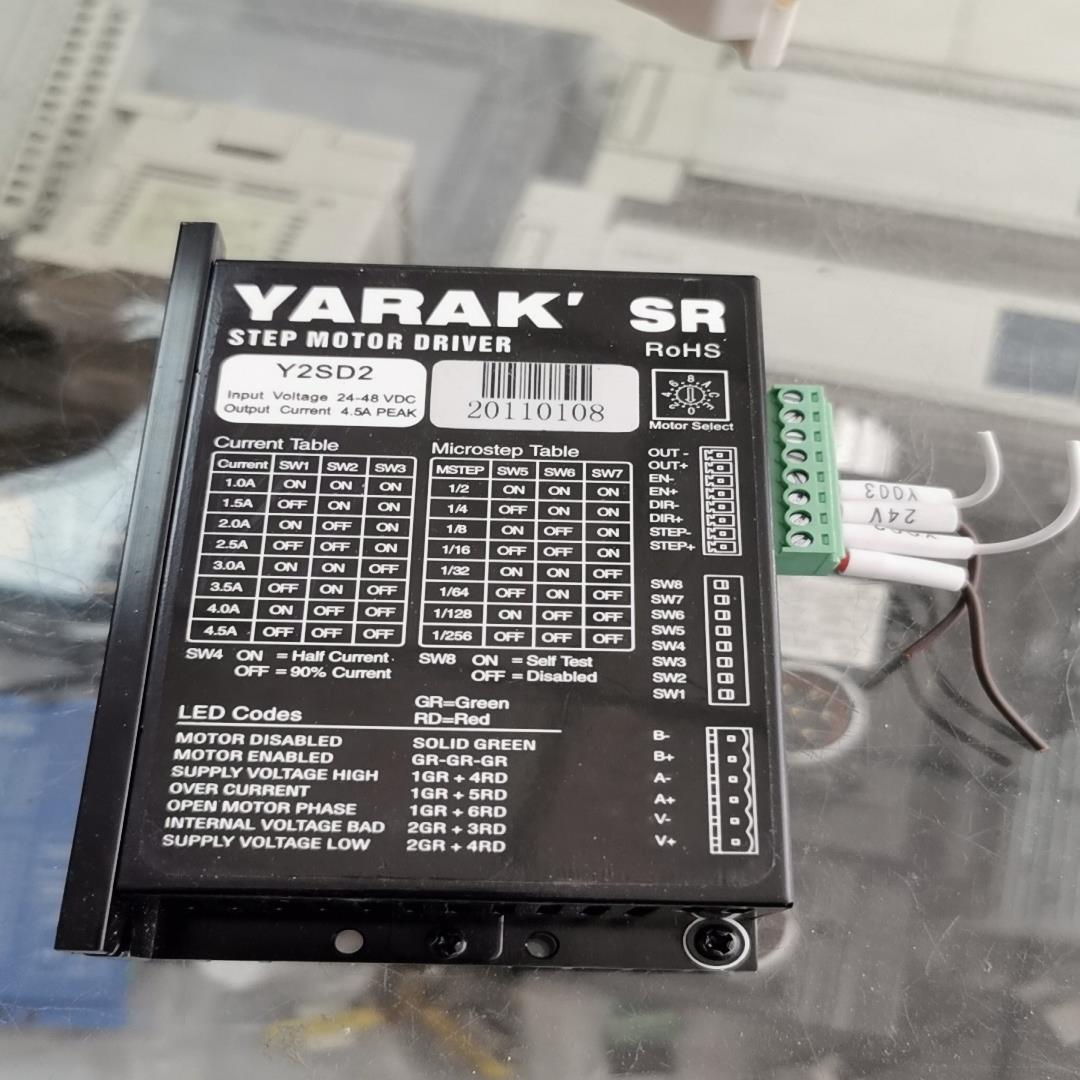 YARAK' SR
STEP MOTOR DRIVER
RoHS
Y2SD2
Input Voltage 24-48 VDC
Output Current 4.5A PEAK
20110108
0 2 4 6 8 A C E
Motor Select
Current Table
Current SW1 SW2 SW3
1.0A ON ON ON
1.5A OFF ON ON
2.0A ON OFF ON
2.5A OFF OFF ON
3.0A ON ON OFF
3.5A OFF ON OFF
4.0A ON OFF OFF
4.5A OFF OFF OFF
SW4 ON = Half Current
OFF = 90% Current
Microstep Table
MSTEP SW5 SW6 SW7
1/2 ON ON ON
1/4 OFF ON ON
1/8 ON OFF ON
1/16 OFF OFF ON
1/32 ON ON OFF
1/64 OFF ON OFF
1/128 ON OFF OFF
1/256 OFF OFF OFF
SW8 ON = Self Test
OFF = Disabled
OUT -
OUT+
EN-
EN+
DIR-
DIR+
STEP-
STEP+
SW8
SW7
SW6
SW5
SW4
SW3
SW2
SW1
B-
B+
A-
A+
V-
V+
GR=Green
LED Codes RD=Red
MOTOR DISABLED SOLID GREEN
MOTOR ENABLED GR-GR-GR
SUPPLY VOLTAGE HIGH 1GR + 4RD
OVER CURRENT 1GR + 5RD
OPEN MOTOR PHASE 1GR + 6RD
INTERNAL VOLTAGE BAD 2GR + 3RD
SUPPLY VOLTAGE LOW 2GR + 4RD
Y003
24V